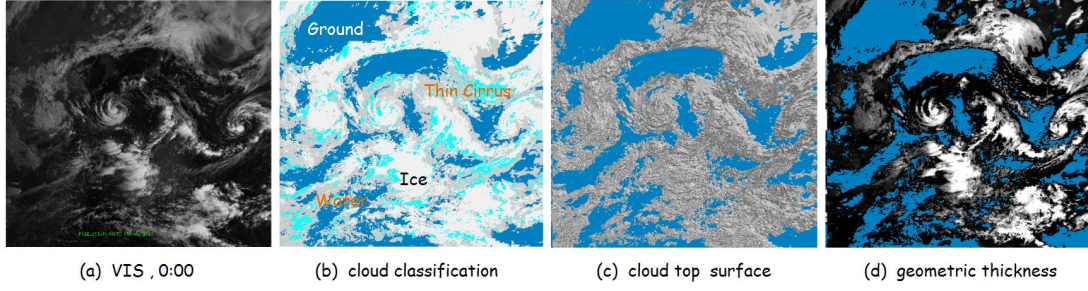 Ground
Thin Cirrus
Ice
Water
(a) VIS , 0:00
(b) cloud classification
(c) cloud top surface
(d) geometric thickness